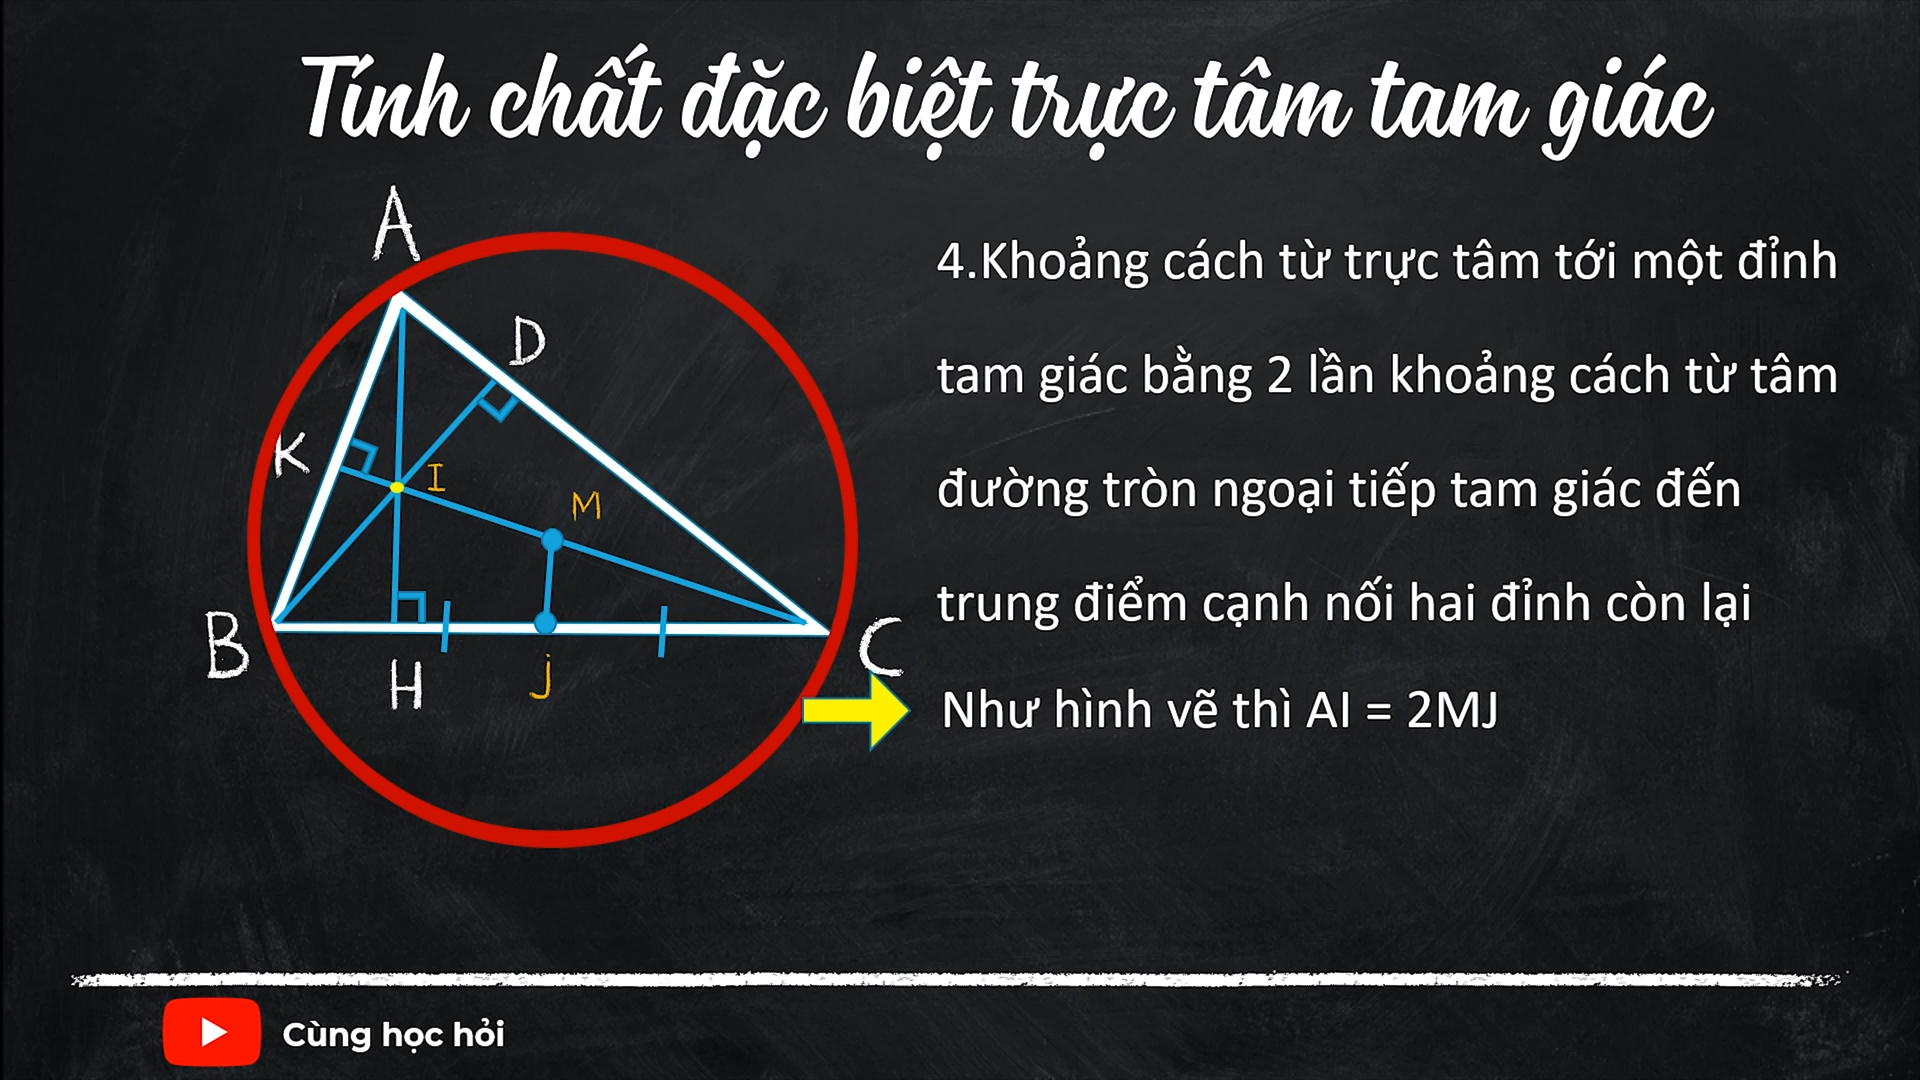 Tính chất đặc biệt trực tâm tam giác
A
D
K
I
M
B
H
J
C
4.Khoảng cách từ trực tâm tới một đỉnh
tam giác bằng 2 lần khoảng cách từ tâm
đường tròn ngoại tiếp tam giác đến
trung điểm cạnh nối hai đỉnh còn lại
Như hình vẽ thì AI = 2MJ
Cùng học hỏi